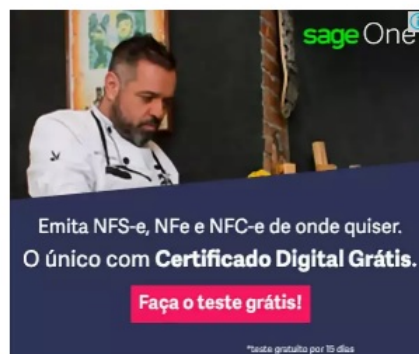 sage One
Emita NFS-e, NFe e NFC-e de onde quiser.
O único com Certificado Digital Grátis.
Faça o teste grátis!
*teste gratuito por 15 dias